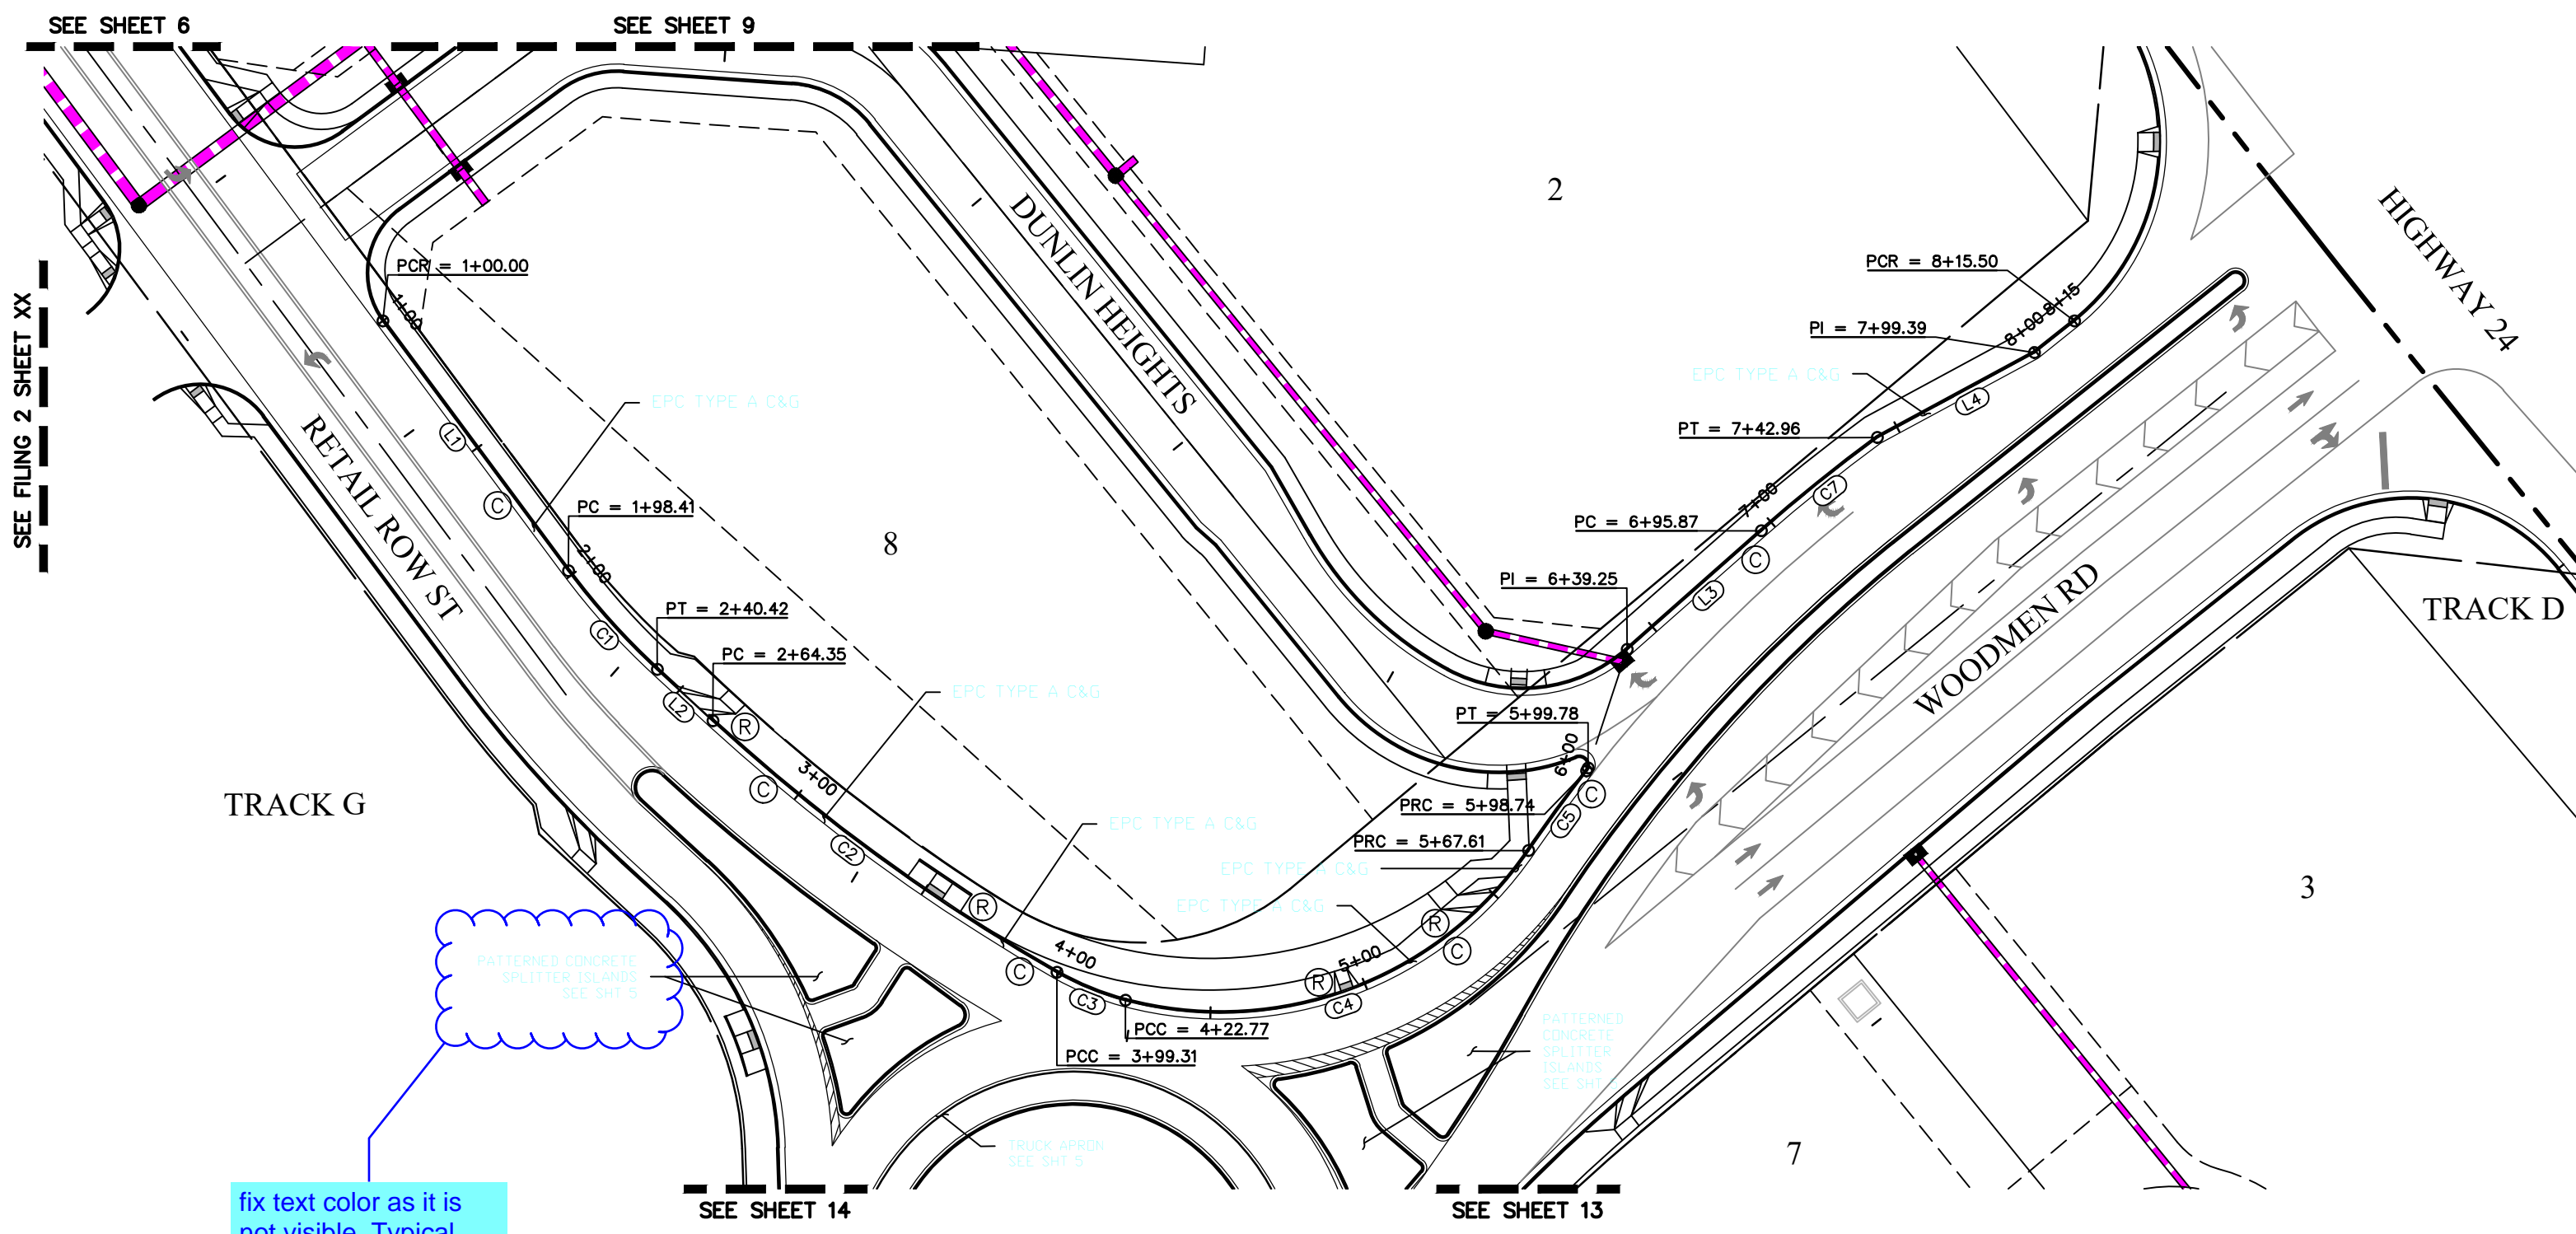 SEE SHEET 6
SEE SHEET 9
SEE FILING 2 SHEET XX
HIGHWAY 24
2
DUNLIN HEIGHTS
PCR = 1+00.00
1+00
PCR = 8+15.50
8+15
8+00
PI = 7+99.39
EPC TYPE A C&G
L4
EPC TYPE A C&G
L1
RETAIL ROW ST
PT = 7+42.96
C7
7+00
C
PC = 1+98.41
PC = 6+95.87
C
8
2+00
PI = 6+39.25
L3
TRACK D
WOODMEN RD
PT = 2+40.42
C1
PC = 2+64.35
EPC TYPE A C&G
L2
R
PT = 5+99.78
6+00
3+00
C
C
TRACK G
PRC = 5+98.74
C5
EPC TYPE A C&G
PRC = 5+67.61
C2
EPC TYPE A C&G
3
R
EPC TYPE A C&G
R
C
4+00
5+00
C
R
PATTERNED CONCRETE
SPLITTER ISLANDS
SEE SHT 5
C3
C4
PCC = 4+22.77
PCC = 3+99.31
PATTERNED
CONCRETE
SPLITTER
ISLANDS
SEE SHT
TRUCK APRON
SEE SHT 5
7
SEE SHEET 14
SEE SHEET 13
fix text color as it is
not visible. Typical